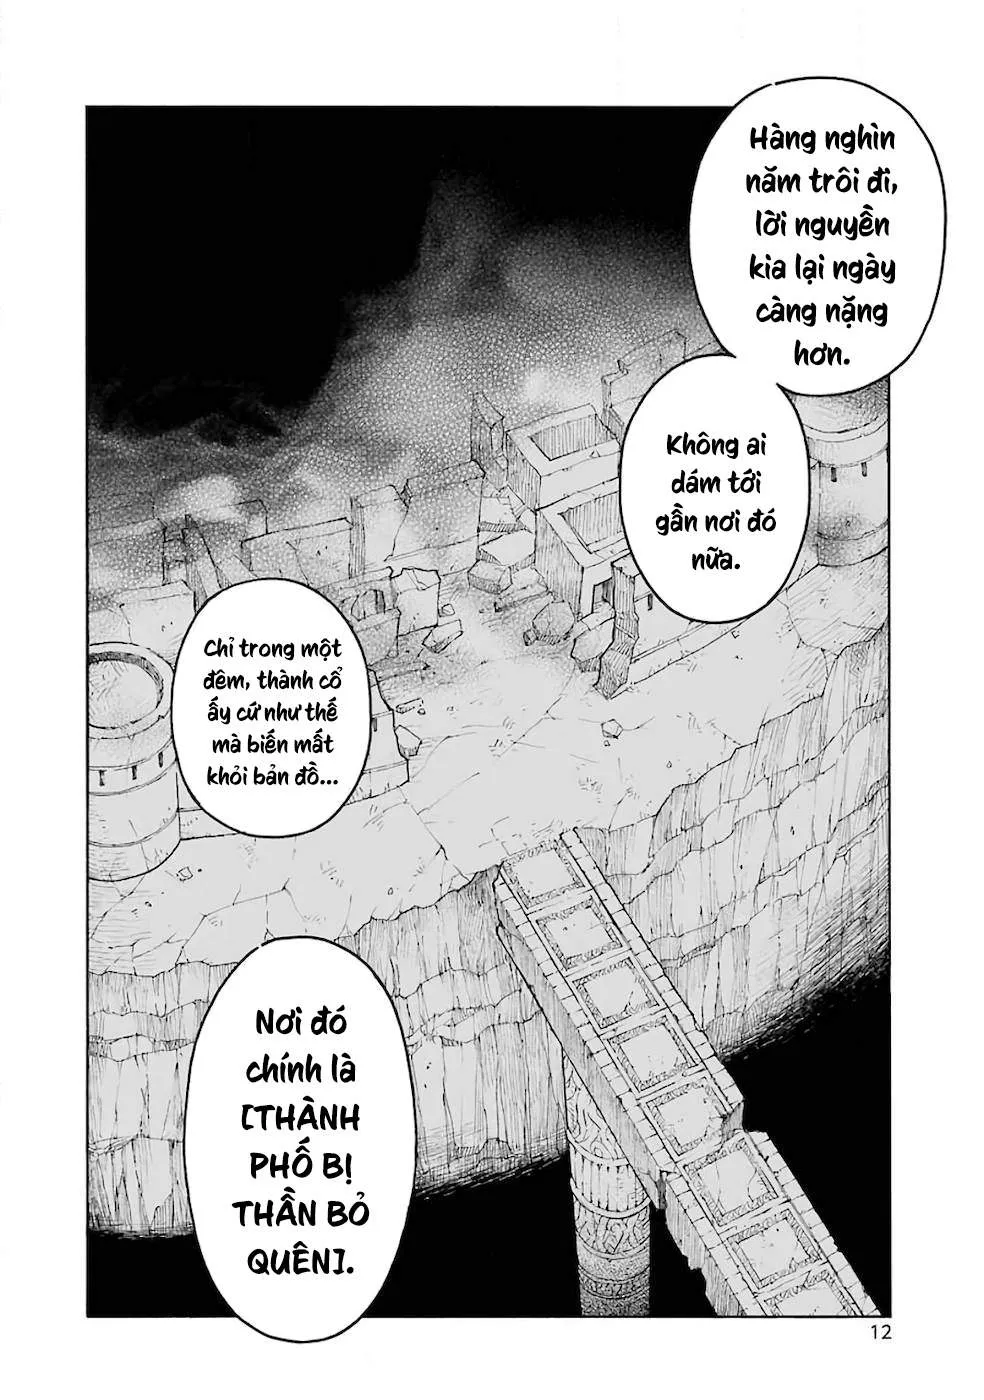 Hàng nghìn
năm trôi đi,
lời nguyền
kia lại ngày
càng nặng
hơn.
Không ai
dám tới
gần nơi đó
nữa.
Chỉ trong một
đêm, thành cổ
ấy cứ như thế
mà biến mất
khỏi bản đồ...
Nơi đó
chính là
[THÀNH
PHỐ BỊ
THẦN BỎ
QUÊN].
12